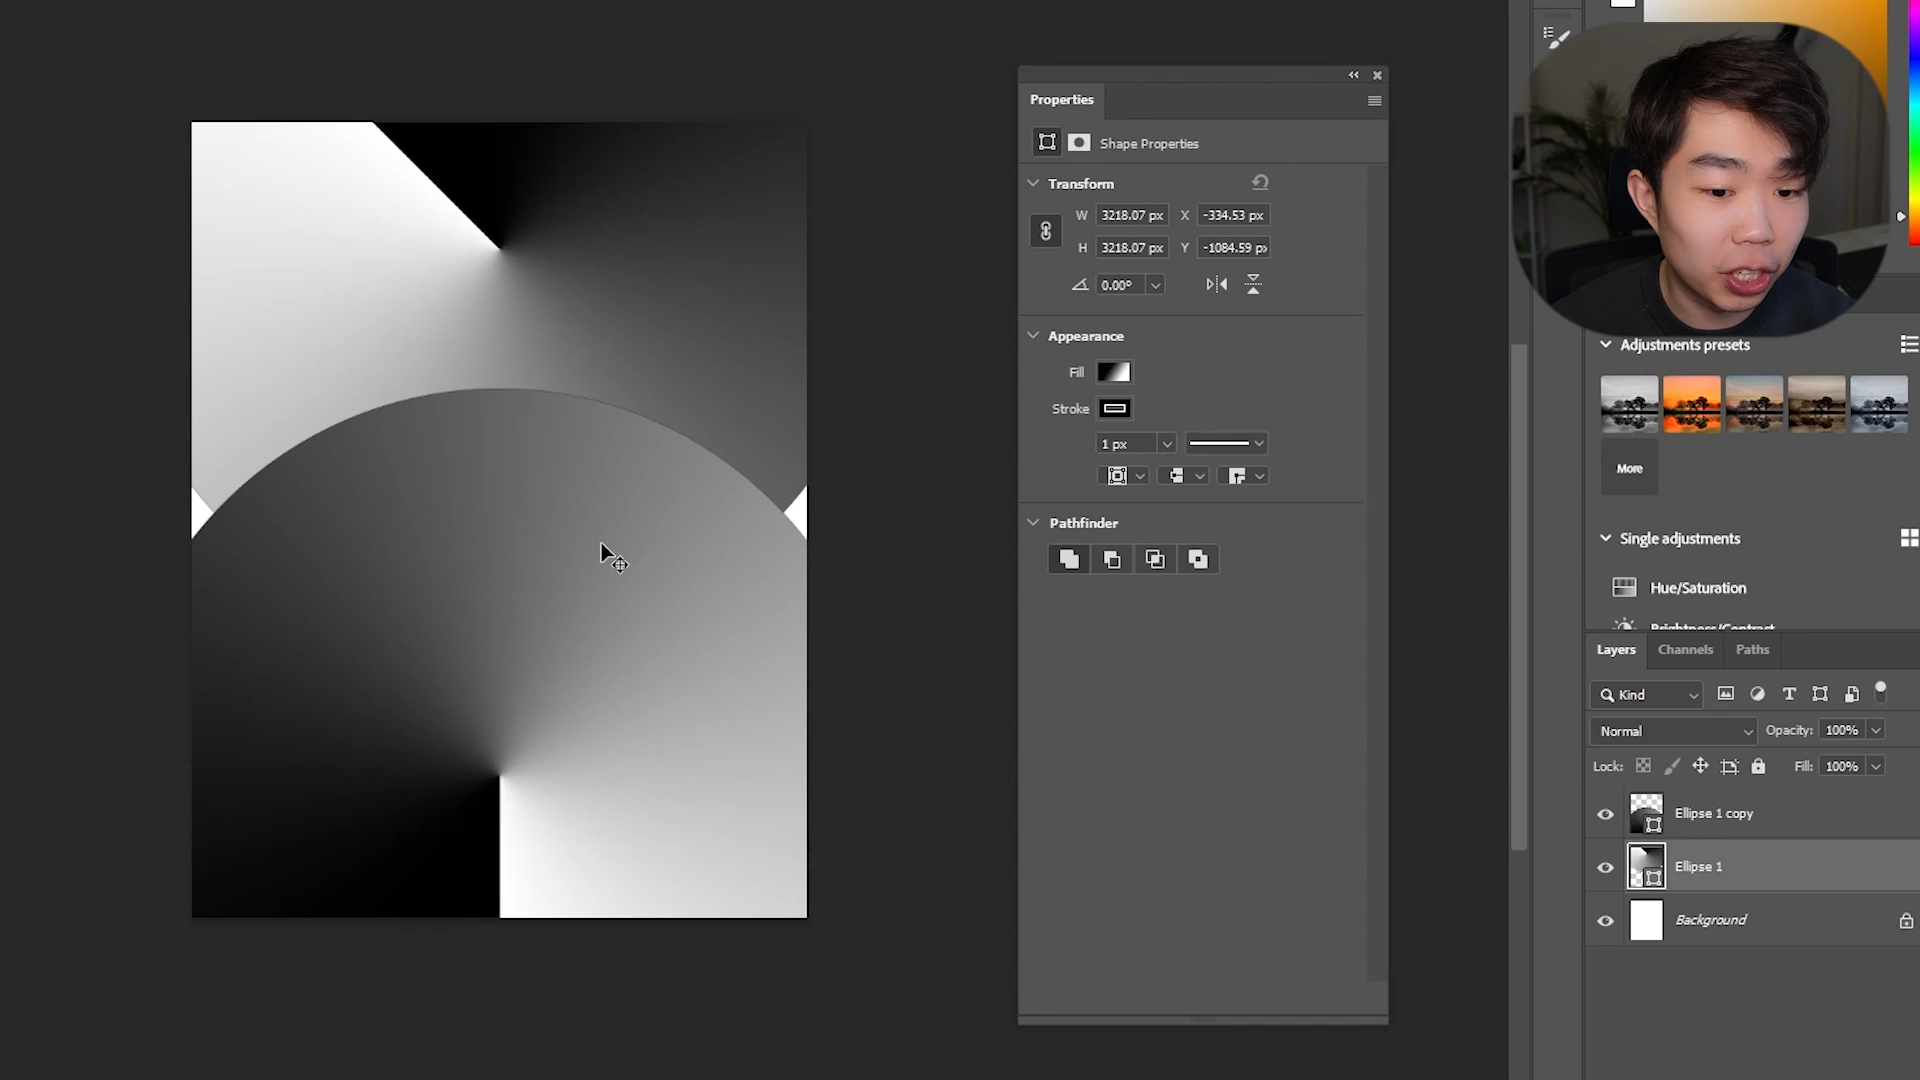 Properties
Shape Properties
Transform
W 3218.07 px X -334.53 px
H 3218.07 px Y -1084.59 px
0.00°
Appearance
Fill
Stroke
1 px
Pathfinder
Adjustments presets
More
Single adjustments
Hue/Saturation
Brightness/Contrast
Layers Channels Paths
Kind
Normal Opacity: 100%
Lock: Fill: 100%
Ellipse 1 copy
Ellipse 1
Background